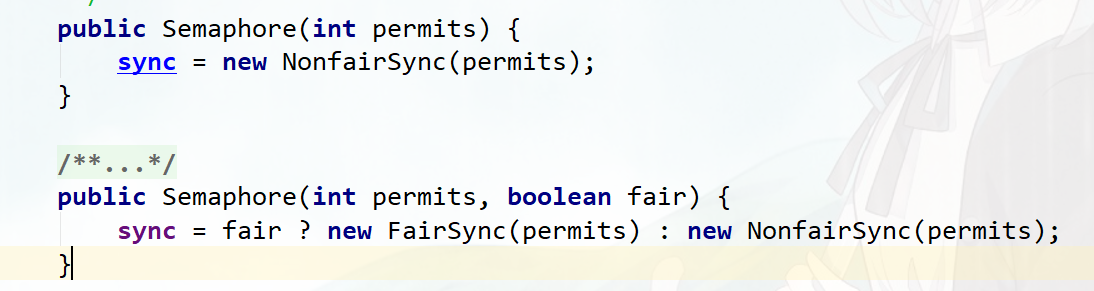 */
public Semaphore(int permits) {
    sync = new NonfairSync(permits);
}

/**...*/
public Semaphore(int permits, boolean fair) {
    sync = fair ? new FairSync(permits) : new NonfairSync(permits);
}